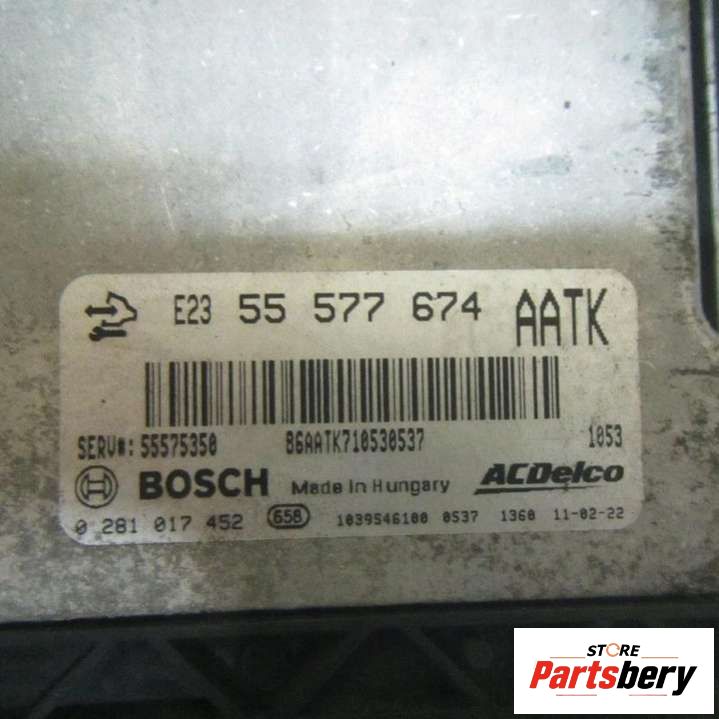 E23 55 577 674 AATK
SERV#: 55575350 86AATK710530537 1053
BOSCH Made in Hungary ACDelco
0 281 017 452 658 1039S46180 0537 1360 11-02-22
STORE
Partsbery